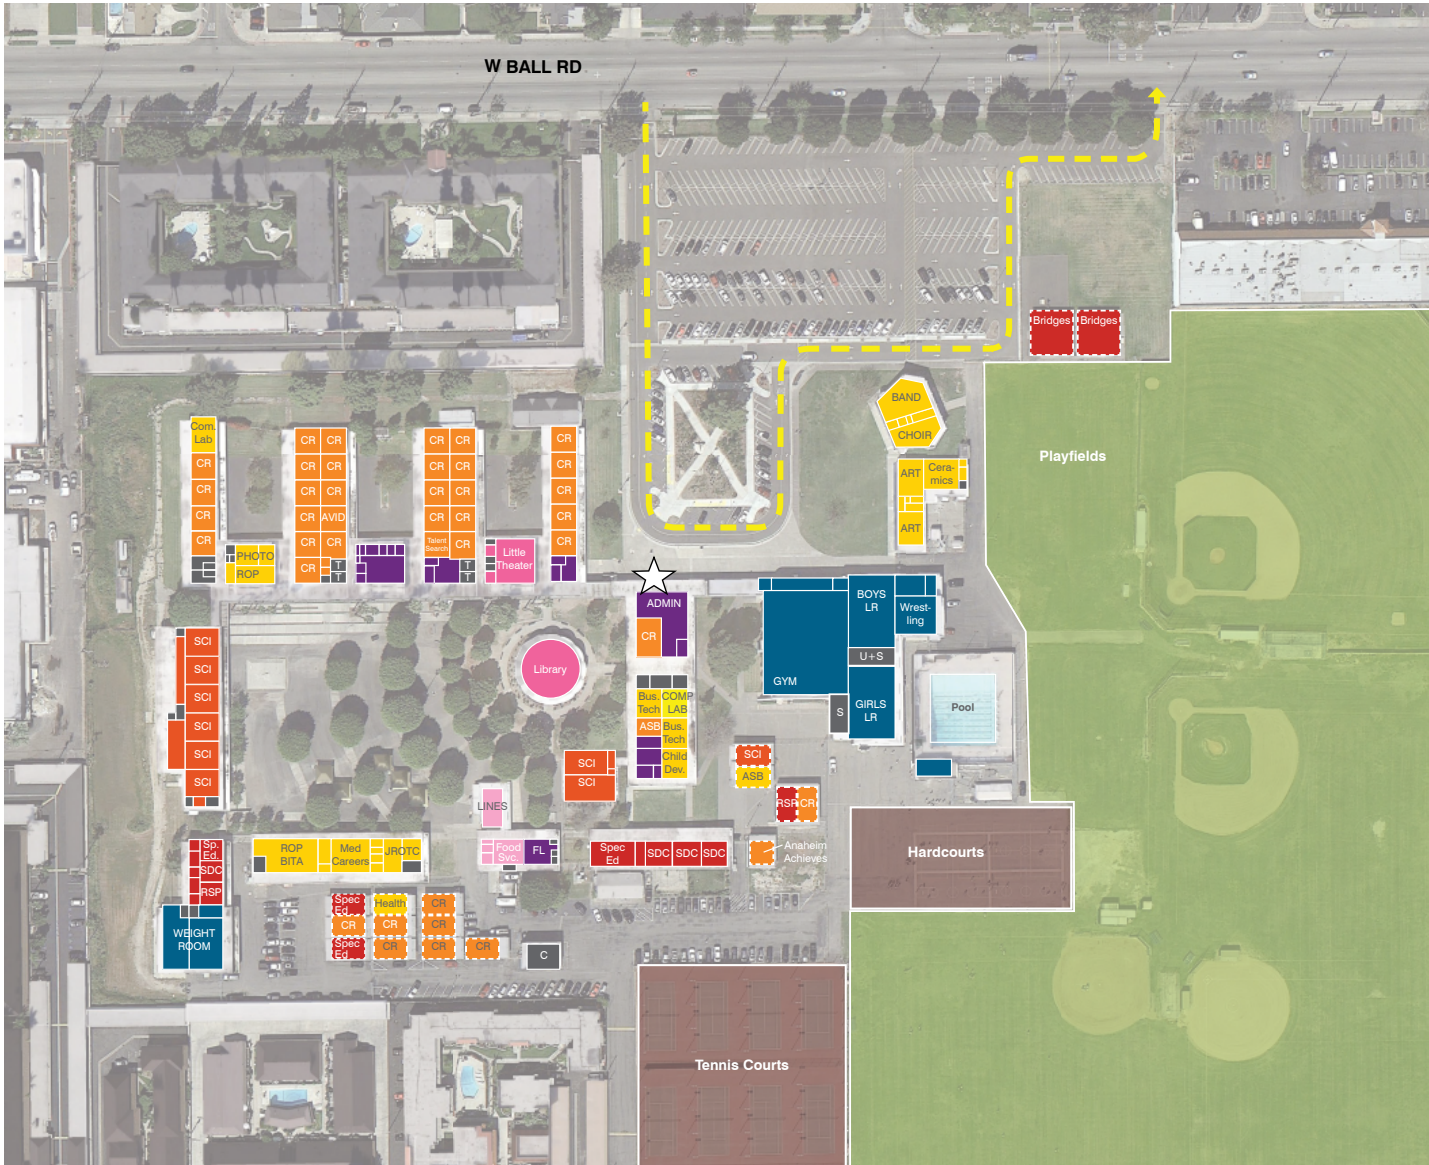 W BALL RD
Bridges
Bridges
BAND
CHOIR
Playfields
Com.
Lab
CR
CR
CR
CR
CR CR
CR CR
CR CR
CR AVID
CR CR
CR
T
T
CR CR
CR CR
CR CR
CR CR
Talent
Search
CR
T
T
CR
CR
CR
CR
CR
PHOTO
ROP
Little
Theater
ART
Cera-
mics
ART
ADMIN
CR
BOYS
LR
Wrest-
ling
U+S
GYM
GIRLS
LR
S
Pool
Library
SCI
SCI
SCI
SCI
SCI
SCI
Bus.
Tech
COMP
LAB
ASB
Bus.
Tech
Child
Dev.
SCI
SCI
SCI
ASB
RSP
CR
LINES
Food
Svc.
FL
Spec
Ed
SDC
SDC
SDC
Anaheim
Achieves
Hardcourts
Sp.
Ed.
SDC
RSP
WEIGHT
ROOM
ROP
BITA
Med
Careers
JROTC
Spec
Ed
Health
CR
CR
CR
CR
Spec
Ed
CR
CR
CR
C
Tennis Courts